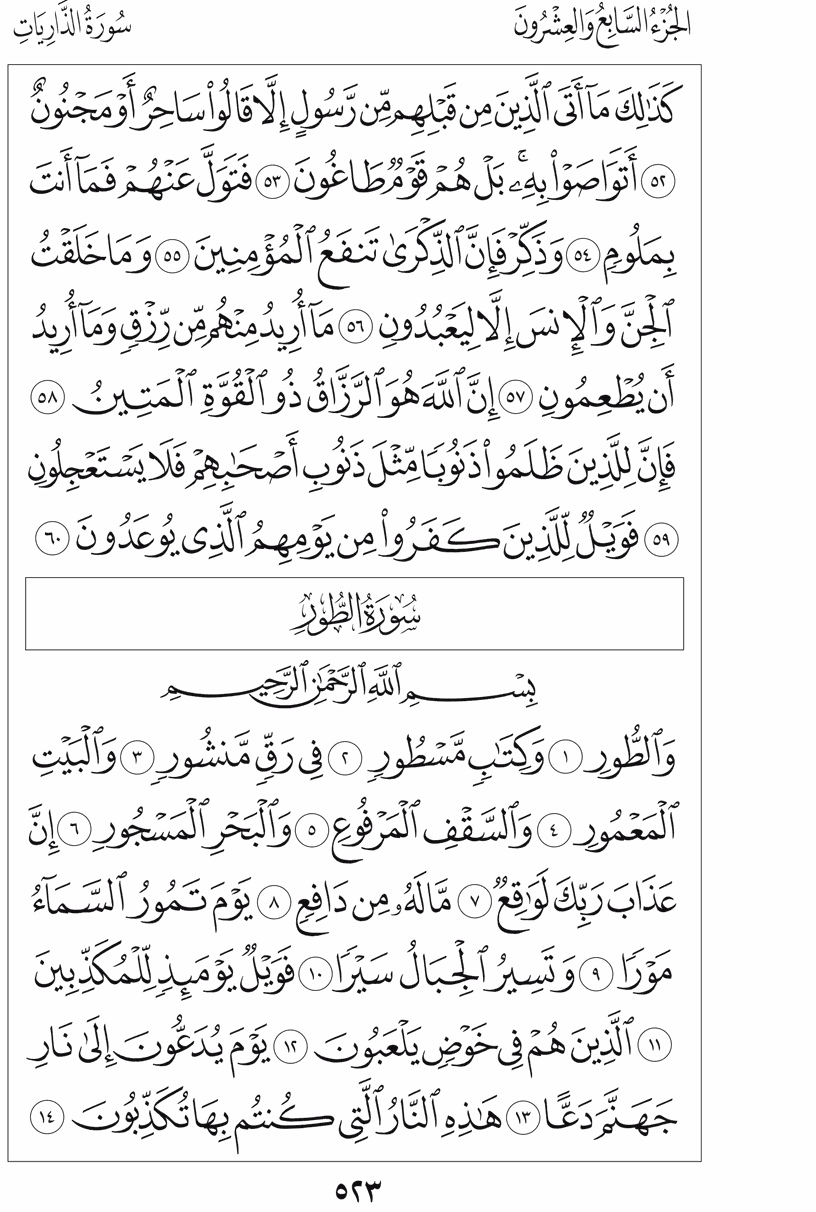 الجُزْءُ السَّابِعُ وَالعِشْرُونَ
سُورَةُ الذَّارِيَاتِ
كَذَٰلِكَ مَآ أَتَى ٱلَّذِينَ مِن قَبْلِهِم مِّن رَّسُولٍ إِلَّا قَالُوا۟ سَاحِرٌ أَوْ مَجْنُونٌ
٥٢ أَتَوَاصَوْا۟ بِهِۦۚ بَلْ هُمْ قَوْمٌ طَاغُونَ ٥٣ فَتَوَلَّ عَنْهُمْ فَمَآ أَنتَ
بِمَلُومٍ ٥٤ وَذَكِّرْ فَإِنَّ ٱلذِّكْرَىٰ تَنفَعُ ٱلْمُؤْمِنِينَ ٥٥ وَمَا خَلَقْتُ
ٱلْجِنَّ وَٱلْإِنسَ إِلَّا لِيَعْبُدُونِ ٥٦ مَآ أُرِيدُ مِنْهُم مِّن رِّزْقٍ وَمَآ أُرِيدُ
أَن يُطْعِمُونِ ٥٧ إِنَّ ٱللَّهَ هُوَ ٱلرَّزَّاقُ ذُو ٱلْقُوَّةِ ٱلْمَتِينُ ٥٨
فَإِنَّ لِلَّذِينَ ظَلَمُوا۟ ذَنُوبًا مِّثْلَ ذَنُوبِ أَصْحَٰبِهِمْ فَلَا يَسْتَعْجِلُونِ
٥٩ فَوَيْلٌ لِّلَّذِينَ كَفَرُوا۟ مِن يَوْمِهِمُ ٱلَّذِى يُوعَدُونَ ٦٠
سُورَةُ الطُّورِ
بِسْمِ ٱللَّهِ ٱلرَّحْمَٰنِ ٱلرَّحِيمِ
وَٱلطُّورِ ١ وَكِتَٰبٍ مَّسْطُورٍ ٢ فِى رَقٍّ مَّنشُورٍ ٣ وَٱلْبَيْتِ
ٱلْمَعْمُورِ ٤ وَٱلسَّقْفِ ٱلْمَرْفُوعِ ٥ وَٱلْبَحْرِ ٱلْمَسْجُورِ ٦ إِنَّ
عَذَابَ رَبِّكَ لَوَٰقِعٌ ٧ مَّا لَهُۥ مِن دَافِعٍ ٨ يَوْمَ تَمُورُ ٱلسَّمَآءُ
مَوْرًا ٩ وَتَسِيرُ ٱلْجِبَالُ سَيْرًا ١٠ فَوَيْلٌ يَوْمَئِذٍ لِّلْمُكَذِّبِينَ
١١ ٱلَّذِينَ هُمْ فِى خَوْضٍ يَلْعَبُونَ ١٢ يَوْمَ يُدَعُّونَ إِلَىٰ نَارِ
جَهَنَّمَ دَعًّا ١٣ هَٰذِهِ ٱلنَّارُ ٱلَّتِى كُنتُم بِهَا تُكَذِّبُونَ ١٤
٥٢٣